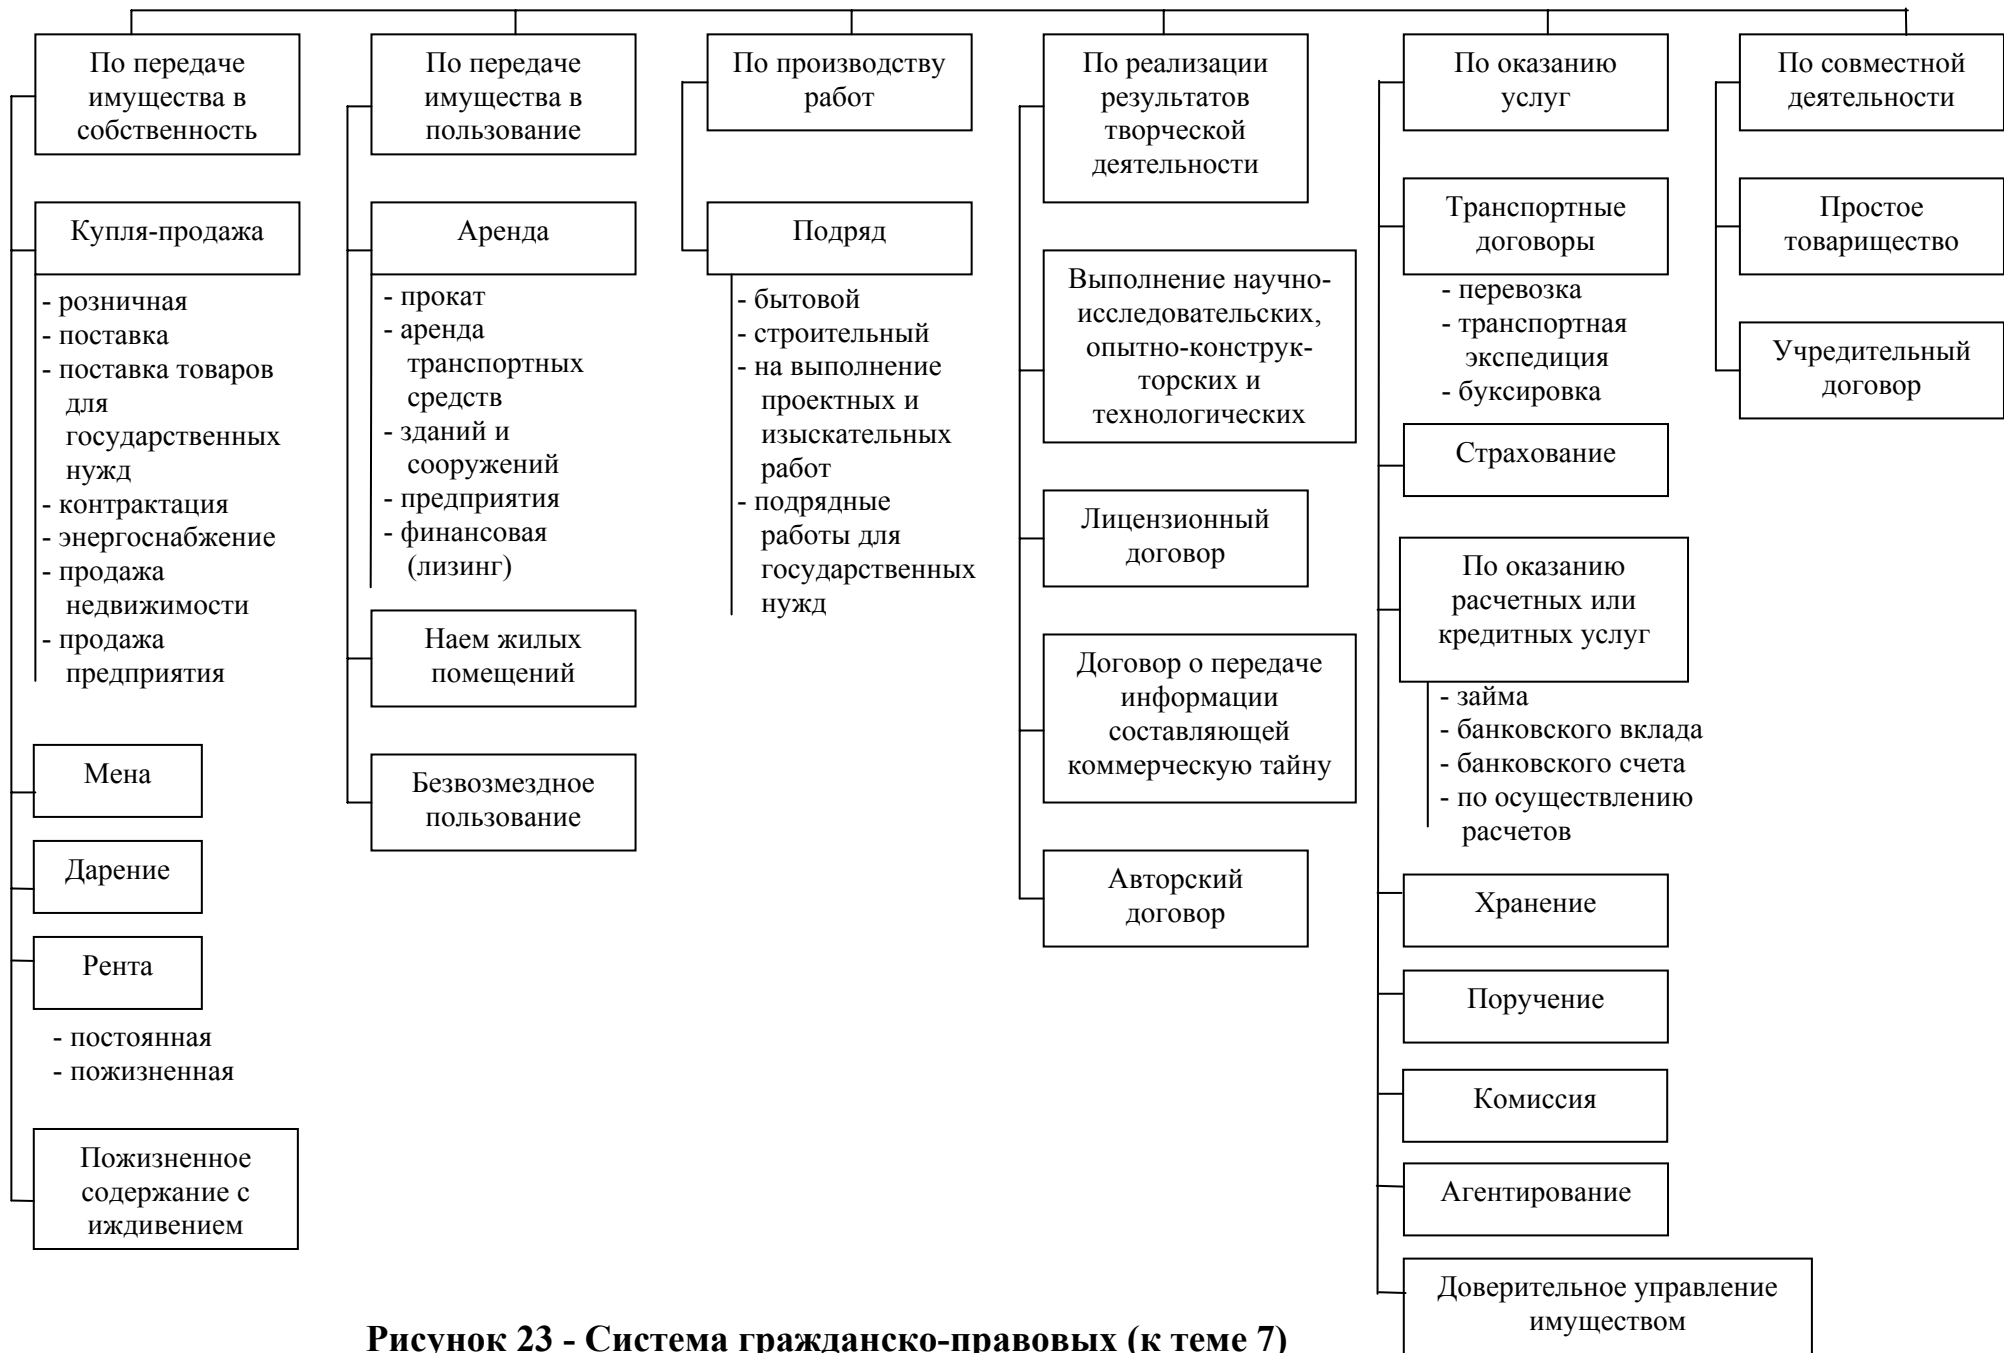 По передаче
имущества в
собственность
Купля-продажа
- розничная
- поставка
- поставка товаров
для
государственных
нужд
- контрактация
- энергоснабжение
- продажа
недвижимости
- продажа
предприятия
Мена
Дарение
Рента
- постоянная
- пожизненная
Пожизненное
содержание с
иждивением
По передаче
имущества в
пользование
Аренда
- прокат
- аренда
транспортных
средств
- зданий и
сооружений
- предприятия
- финансовая
(лизинг)
Наем жилых
помещений
Безвозмездное
пользование
По производству
работ
Подряд
- бытовой
- строительный
- на выполнение
проектных и
изыскательных
работ
- подрядные
работы для
государственных
нужд
По реализации
результатов
творческой
деятельности
Выполнение научно-
исследовательских,
опытно-конструк-
торских и
технологических
Лицензионный
договор
Договор о передаче
информации
составляющей
коммерческую тайну
Авторский
договор
По оказанию
услуг
Транспортные
договоры
- перевозка
- транспортная
экспедиция
- буксировка
Страхование
По оказанию
расчетных или
кредитных услуг
- займа
- банковского вклада
- банковского счета
- по осуществлению
расчетов
Хранение
Поручение
Комиссия
Агентирование
Доверительное управление
имуществом
По совместной
деятельности
Простое
товарищество
Учредительный
договор
Рисунок 23 - Система гражданско-правовых (к теме 7)